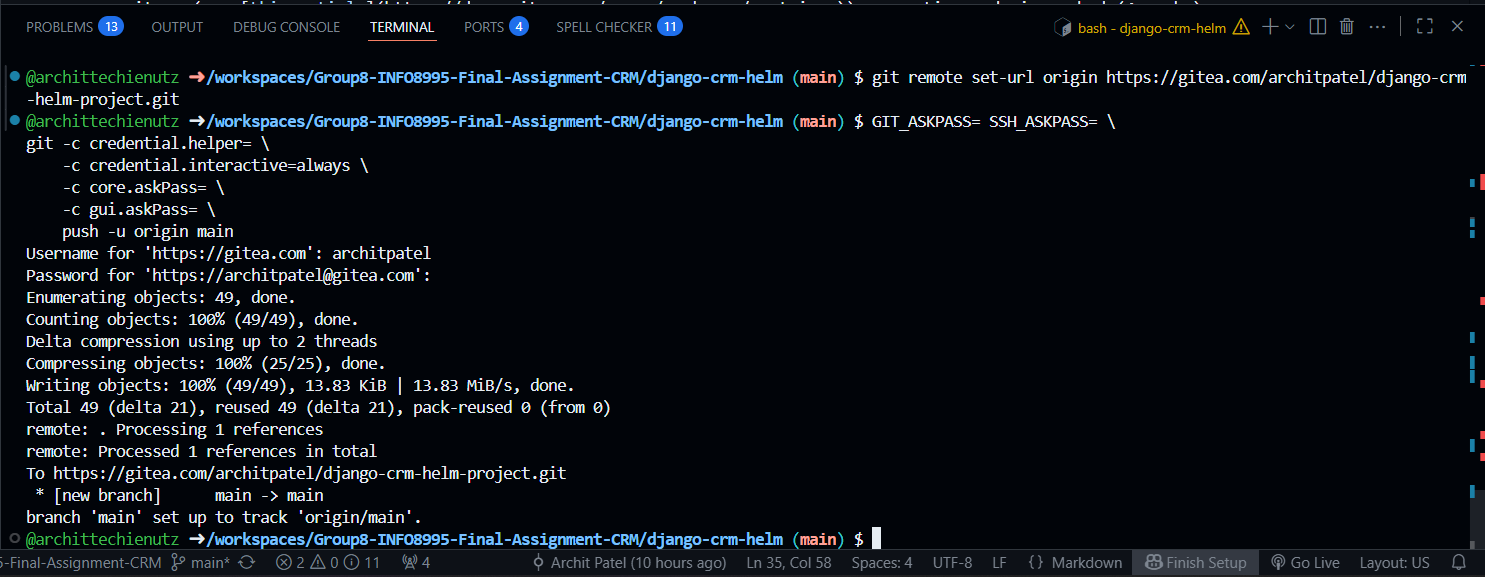 PROBLEMS 13 OUTPUT DEBUG CONSOLE TERMINAL PORTS 4 SPELL CHECKER 11 bash - django-crm-helm
@archittechienutz ➜/workspaces/Group8-INFO8995-Final-Assignment-CRM/django-crm-helm (main) $ git remote set-url origin https://gitea.com/architpatel/django-crm
-helm-project.git
@archittechienutz ➜/workspaces/Group8-INFO8995-Final-Assignment-CRM/django-crm-helm (main) $ GIT_ASKPASS= SSH_ASKPASS= \
git -c credential.helper= \
    -c credential.interactive=always \
    -c core.askPass= \
    -c gui.askPass= \
    push -u origin main
Username for 'https://gitea.com': architpatel
Password for 'https://architpatel@gitea.com':
Enumerating objects: 49, done.
Counting objects: 100% (49/49), done.
Delta compression using up to 2 threads
Compressing objects: 100% (25/25), done.
Writing objects: 100% (49/49), 13.83 KiB | 13.83 MiB/s, done.
Total 49 (delta 21), reused 49 (delta 21), pack-reused 0 (from 0)
remote: . Processing 1 references
remote: Processed 1 references in total
To https://gitea.com/architpatel/django-crm-helm-project.git
 * [new branch]      main -> main
branch 'main' set up to track 'origin/main'.
@archittechienutz ➜/workspaces/Group8-INFO8995-Final-Assignment-CRM/django-crm-helm (main) $
-Final-Assignment-CRM main* 2 0 11 4 Archit Patel (10 hours ago) Ln 35, Col 58 Spaces: 4 UTF-8 LF {} Markdown Finish Setup Go Live Layout: US